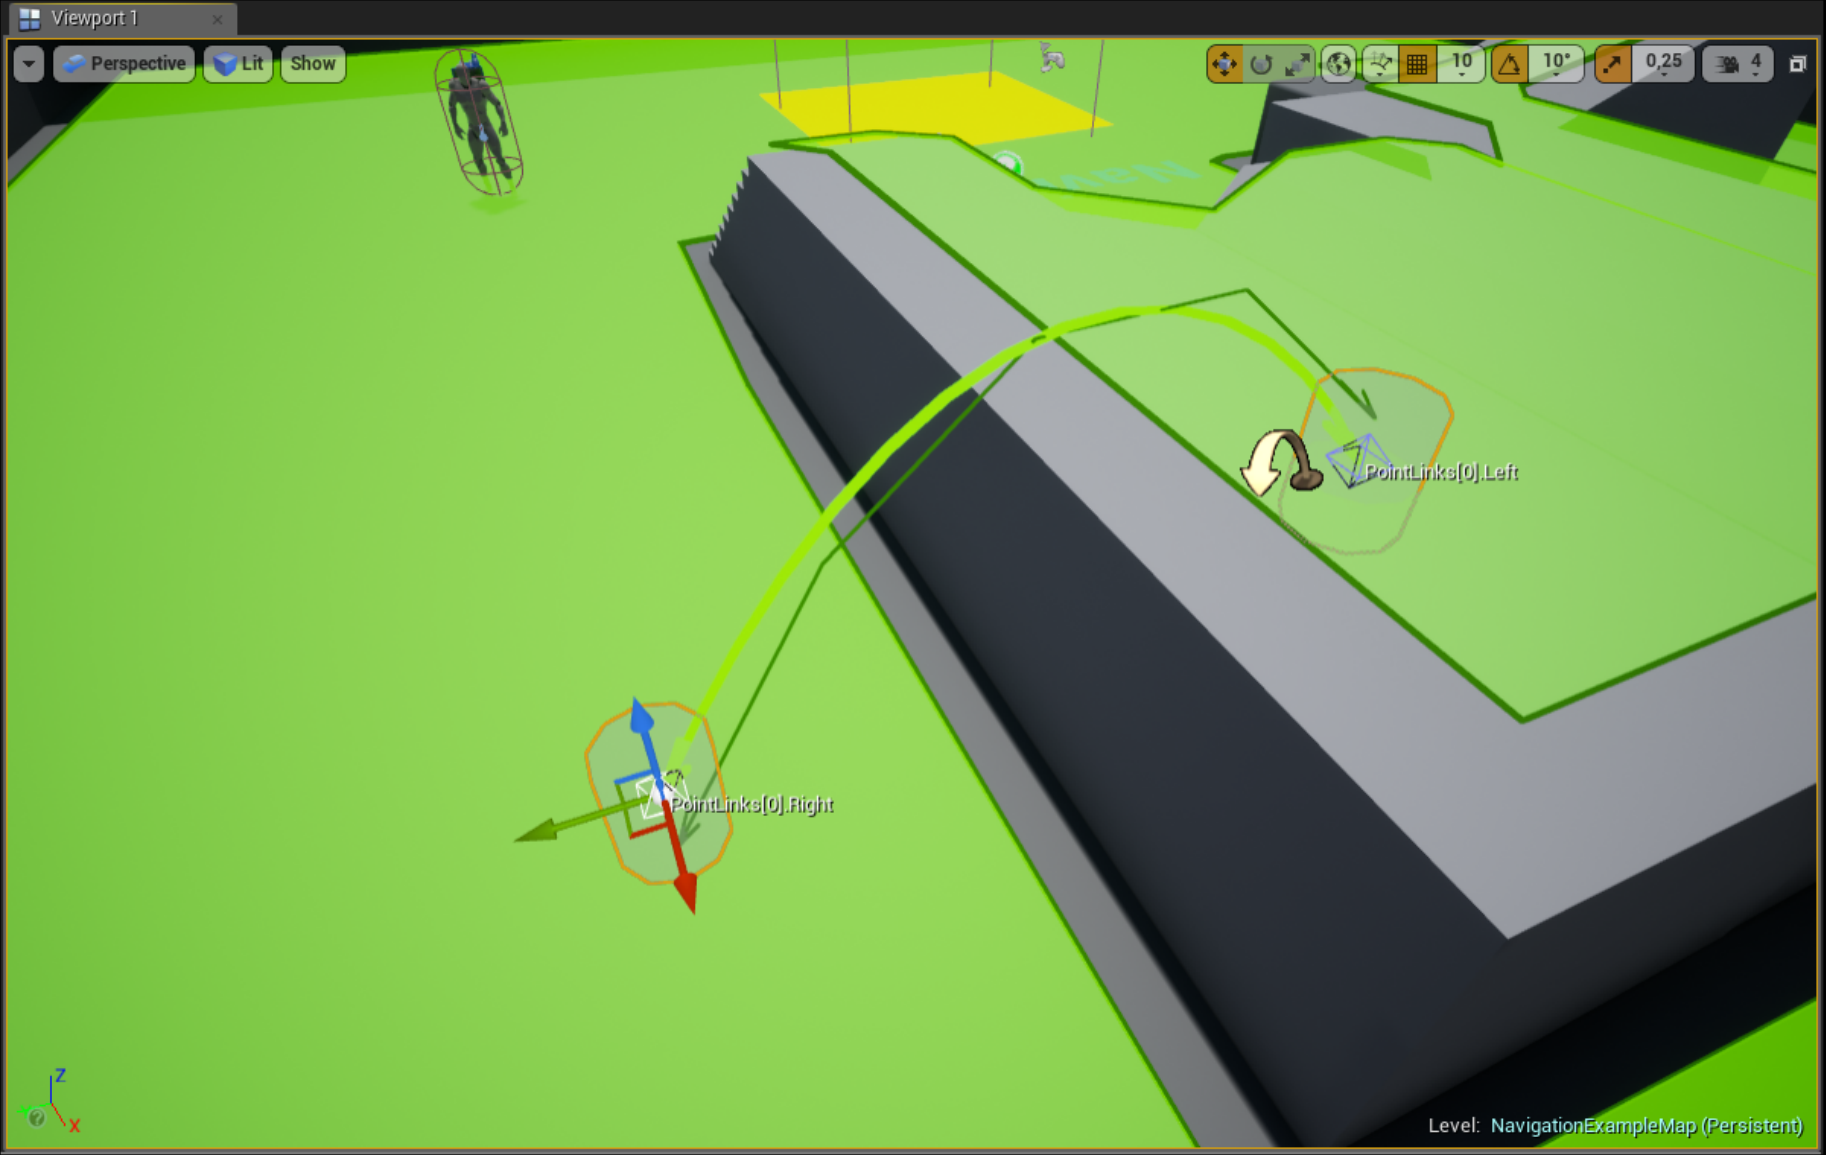 Viewport 1
Perspective
Lit
Show
10
10°
0,25
4
PointLinks[0].Left
PointLinks[0].Right
Z
X
Level: NavigationExampleMap (Persistent)